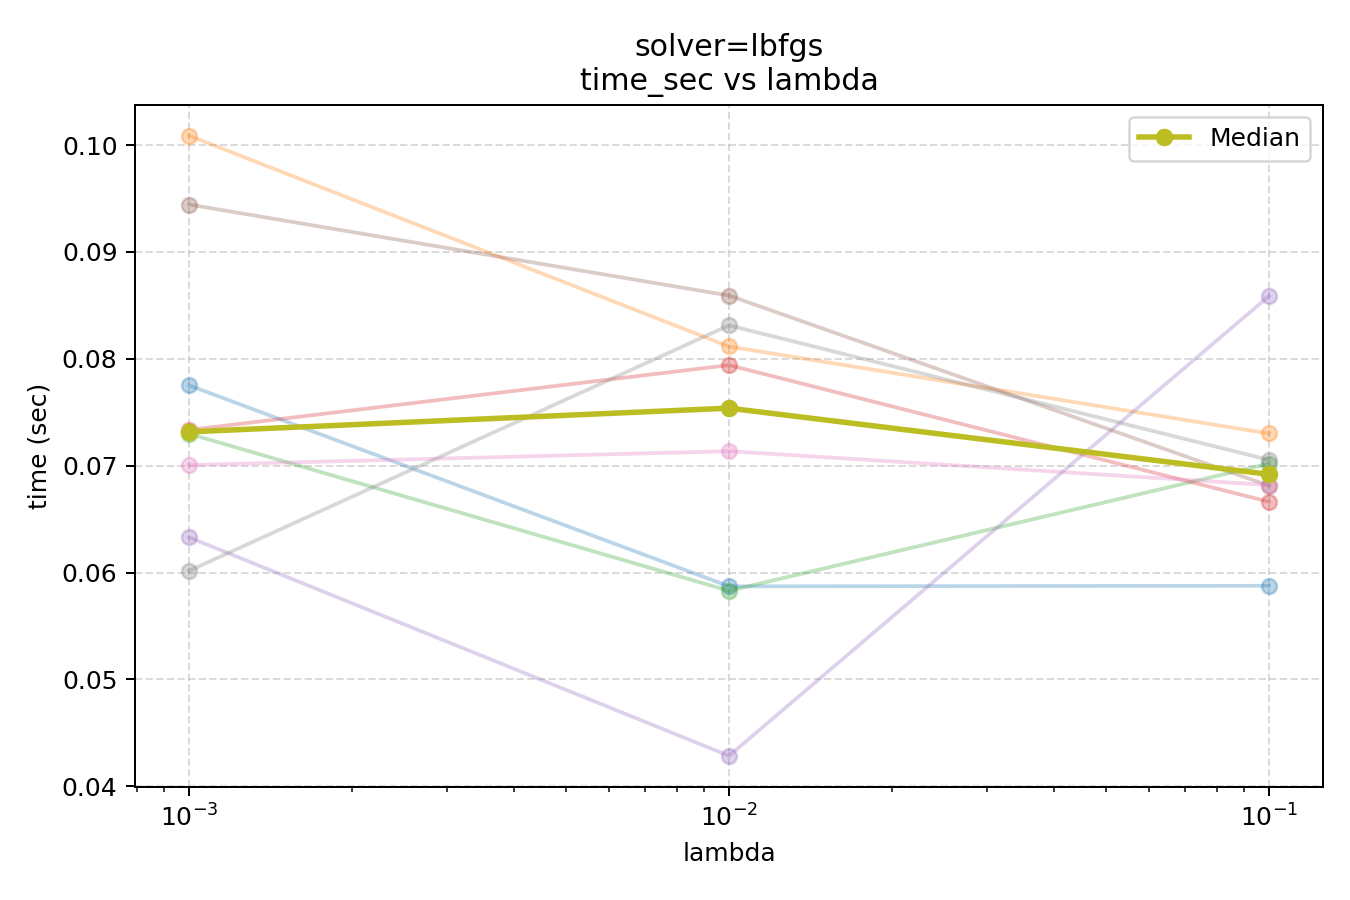 solver=lbfgs
time_sec vs lambda
Median
time (sec)
0.10
0.09
0.08
0.07
0.06
0.05
0.04
10⁻³
10⁻²
10⁻¹
lambda